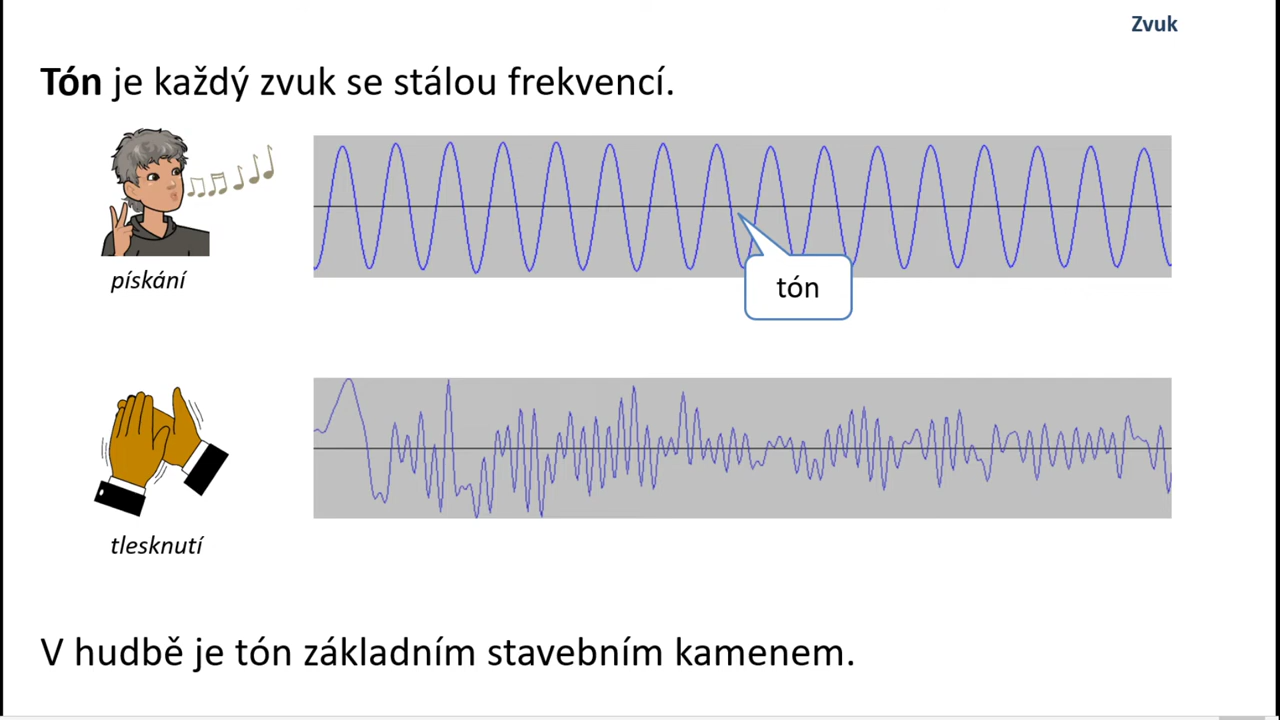 Zvuk
Tón je každý zvuk se stálou frekvencí.
pískání
tón
tlesknutí
V hudbě je tón základním stavebním kamenem.